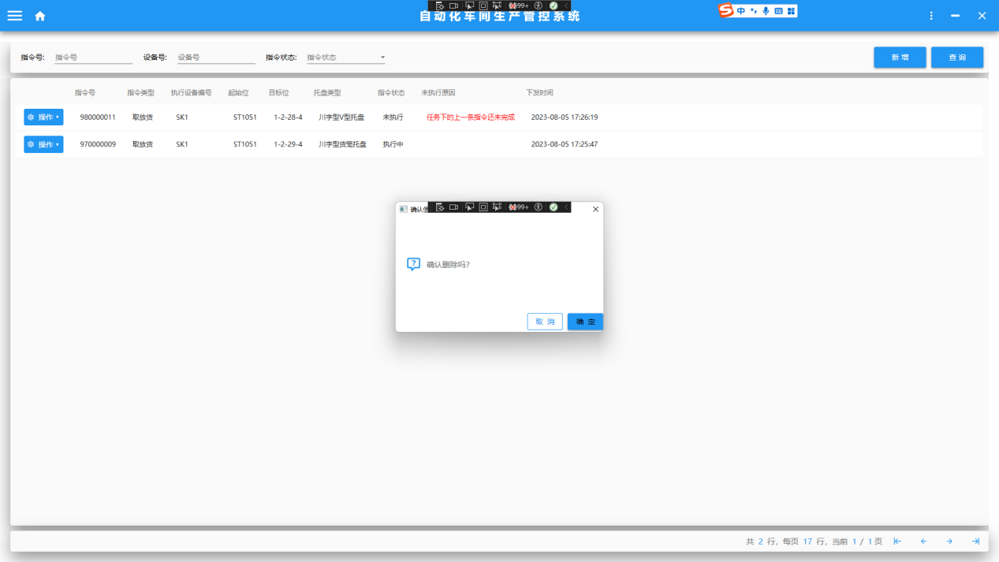 99+
自动化车间生产管控系统
中
指令号: 指令号 设备号: 设备号 指令状态: 指令状态 新增 查询
指令号 指令类型 执行设备编号 起始位 目标位 托盘类型 指令状态 未执行原因 下发时间
操作 980000011 取放货 SK1 ST1051 1-2-28-4 川字型V型托盘 未执行 任务下的上一条指令还未完成 2023-08-05 17:26:19
操作 970000009 取放货 SK1 ST1051 1-2-29-4 川字型货笼托盘 执行中 2023-08-05 17:25:47
确认信 99+
确认删除吗?
取消 确定
共 2 行, 每页 17 行, 当前 1 / 1 页